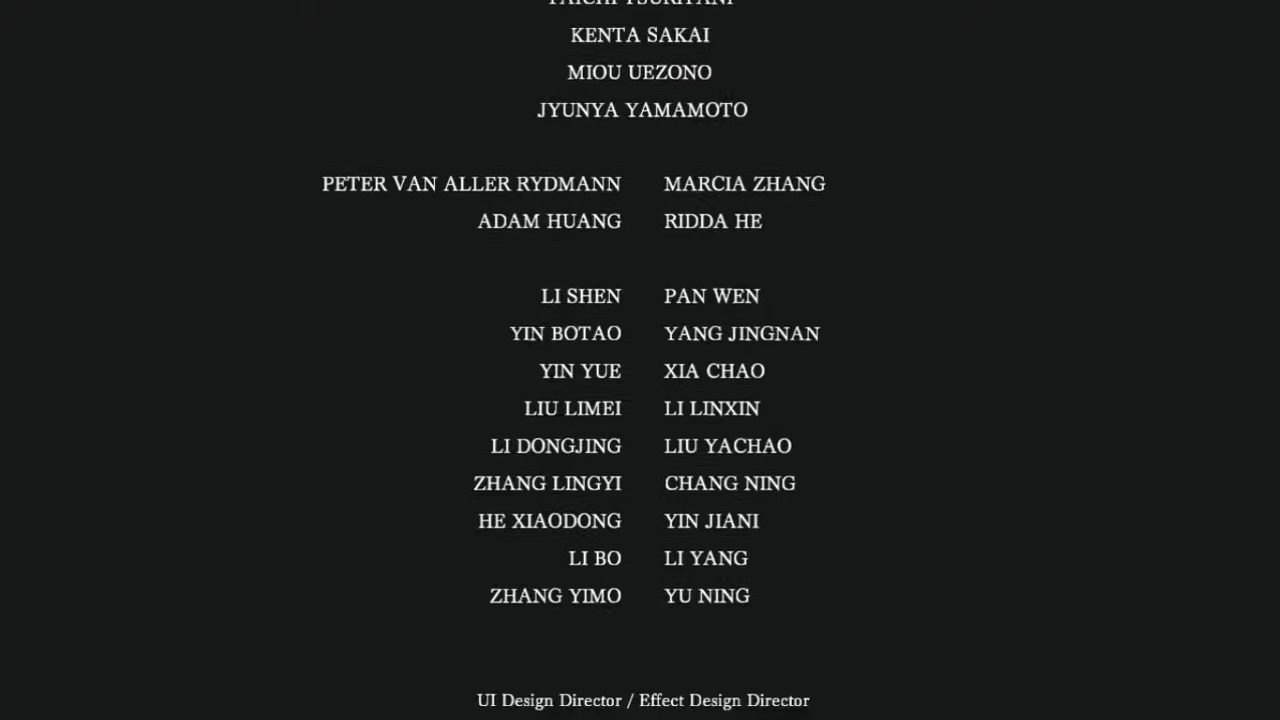 KENTA SAKAI
MIOU UEZONO
JYUNYA YAMAMOTO
PETER VAN ALLER RYDMANN MARCIA ZHANG
ADAM HUANG RIDDA HE
LI SHEN PAN WEN
YIN BOTAO YANG JINGNAN
YIN YUE XIA CHAO
LIU LIMEI LI LINXIN
LI DONGJING LIU YACHAO
ZHANG LINGYI CHANG NING
HE XIAODONG YIN JIANI
LI BO LI YANG
ZHANG YIMO YU NING
UI Design Director / Effect Design Director